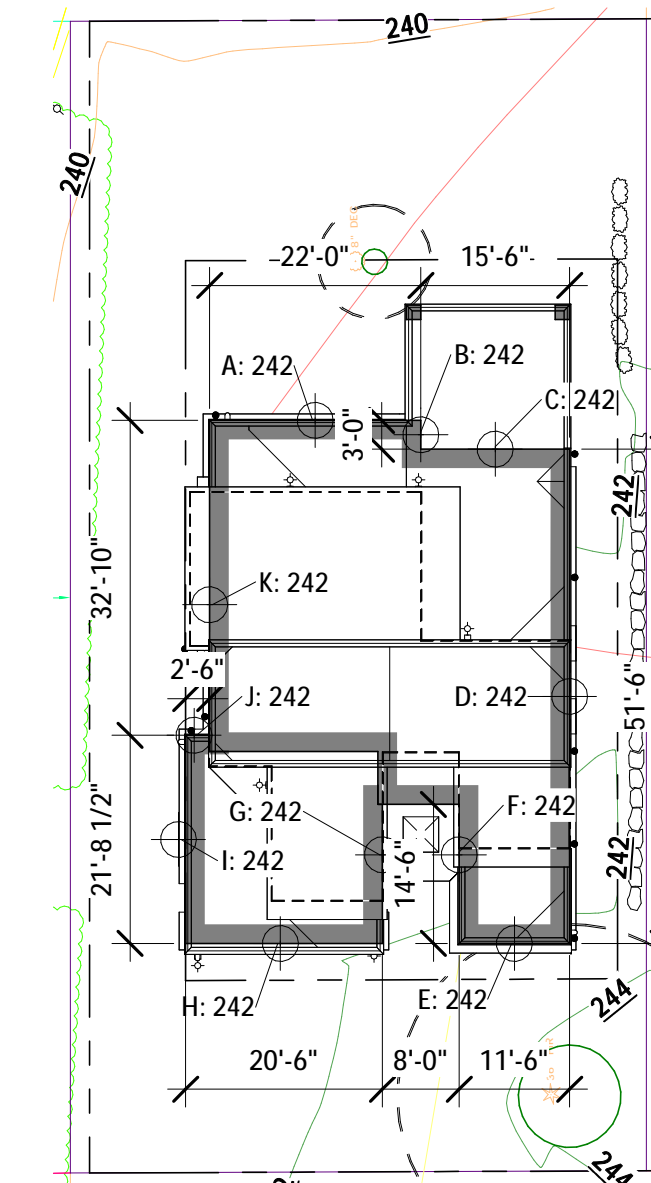 240
240
22'-0"
15'-6"
A: 242
B: 242
C: 242
3'-0"
242
32'-10"
K: 242
2'-6"
J: 242
D: 242
51'-6"
G: 242
F: 242
I: 242
21'-8 1/2"
14'-6"
242
H: 242
E: 242
244
20'-6"
8'-0"
11'-6"
244